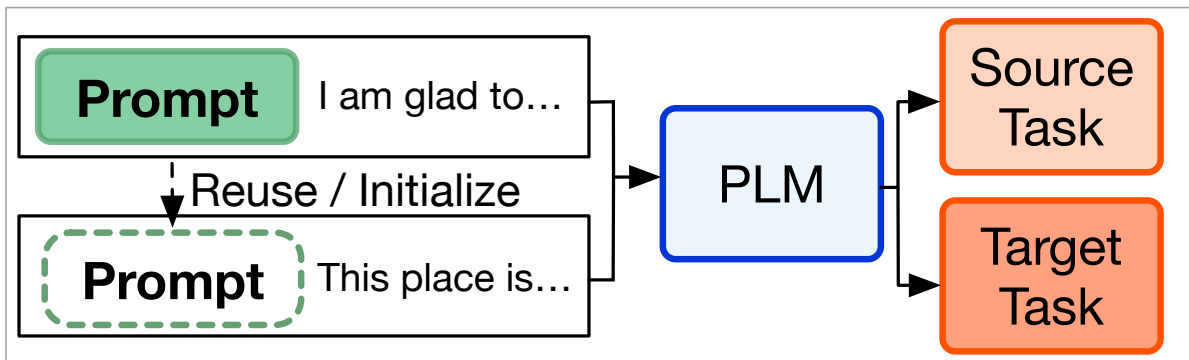 Prompt I am glad to…
Reuse / Initialize
Prompt This place is…
PLM
Source
Task
Target
Task